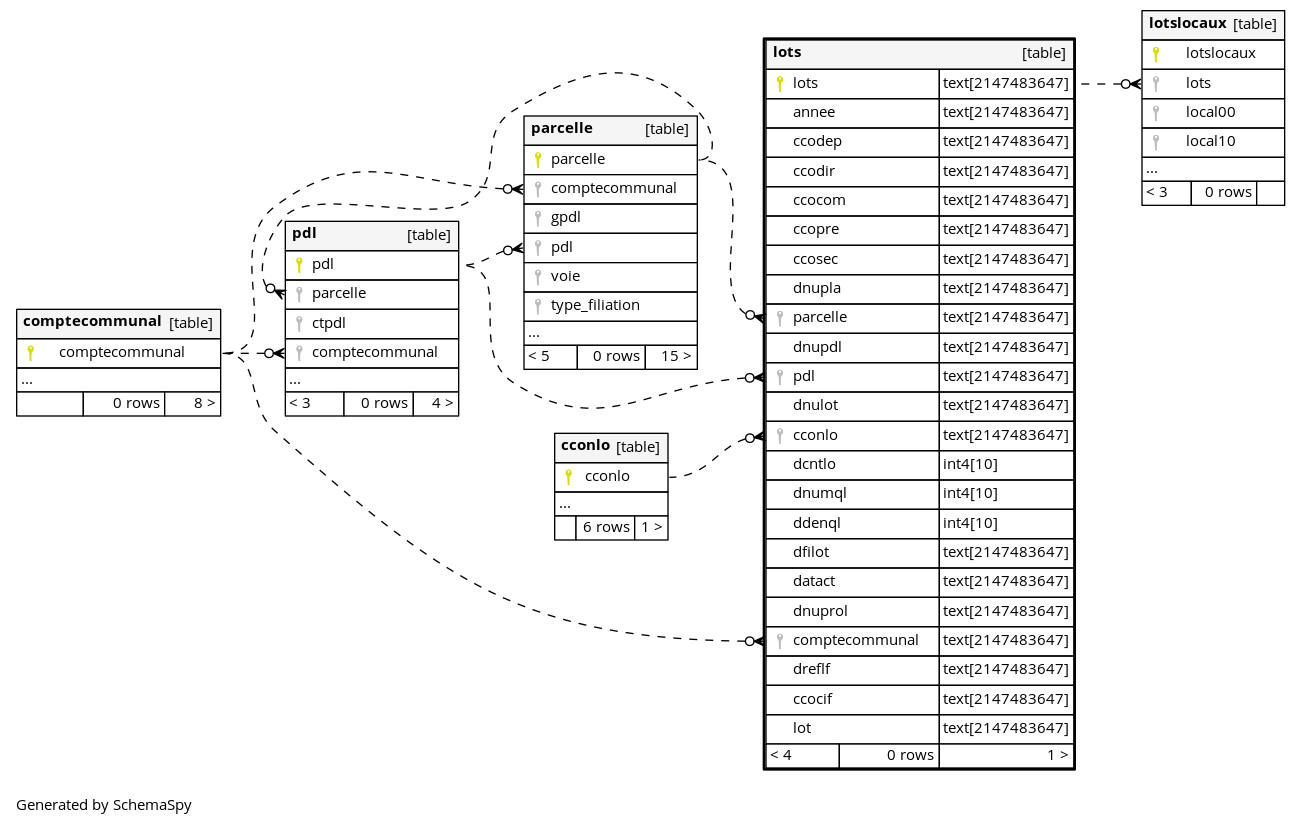 comptecommunal [table]
comptecommunal
...
0 rows 8 >
pdl [table]
pdl
parcelle
ctpdl
comptecommunal
...
< 3 0 rows 4 >
parcelle [table]
parcelle
comptecommunal
gpdl
pdl
voie
type_filiation
...
< 5 0 rows 15 >
cconlo [table]
cconlo
...
6 rows 1 >
lots [table]
lots text[2147483647]
annee text[2147483647]
ccodep text[2147483647]
ccodir text[2147483647]
ccocom text[2147483647]
ccopre text[2147483647]
ccosec text[2147483647]
dnupla text[2147483647]
parcelle text[2147483647]
dnupdl text[2147483647]
pdl text[2147483647]
dnulot text[2147483647]
cconlo text[2147483647]
dcntlo int4[10]
dnumql int4[10]
ddenql int4[10]
dfilot text[2147483647]
datact text[2147483647]
dnuprol text[2147483647]
comptecommunal text[2147483647]
dreflf text[2147483647]
ccocif text[2147483647]
lot text[2147483647]
< 4 0 rows 1 >
lotslocaux [table]
lotslocaux
lots
local00
local10
...
< 3 0 rows
Generated by SchemaSpy